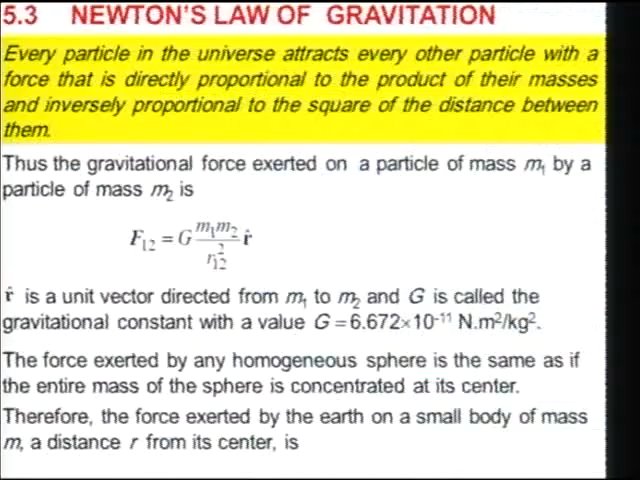 5.3 NEWTON'S LAW OF GRAVITATION
Every particle in the universe attracts every other particle with a
force that is directly proportional to the product of their masses
and inversely proportional to the square of the distance between
them.
Thus the gravitational force exerted on a particle of mass m₁ by a
particle of mass m₂ is
F₁₂ = G m₁m₂ / r₁₂² r̂
r̂ is a unit vector directed from m₁ to m₂ and G is called the
gravitational constant with a value G = 6.672×10⁻¹¹ N.m²/kg².
The force exerted by any homogeneous sphere is the same as if
the entire mass of the sphere is concentrated at its center.
Therefore, the force exerted by the earth on a small body of mass
m, a distance r from its center, is